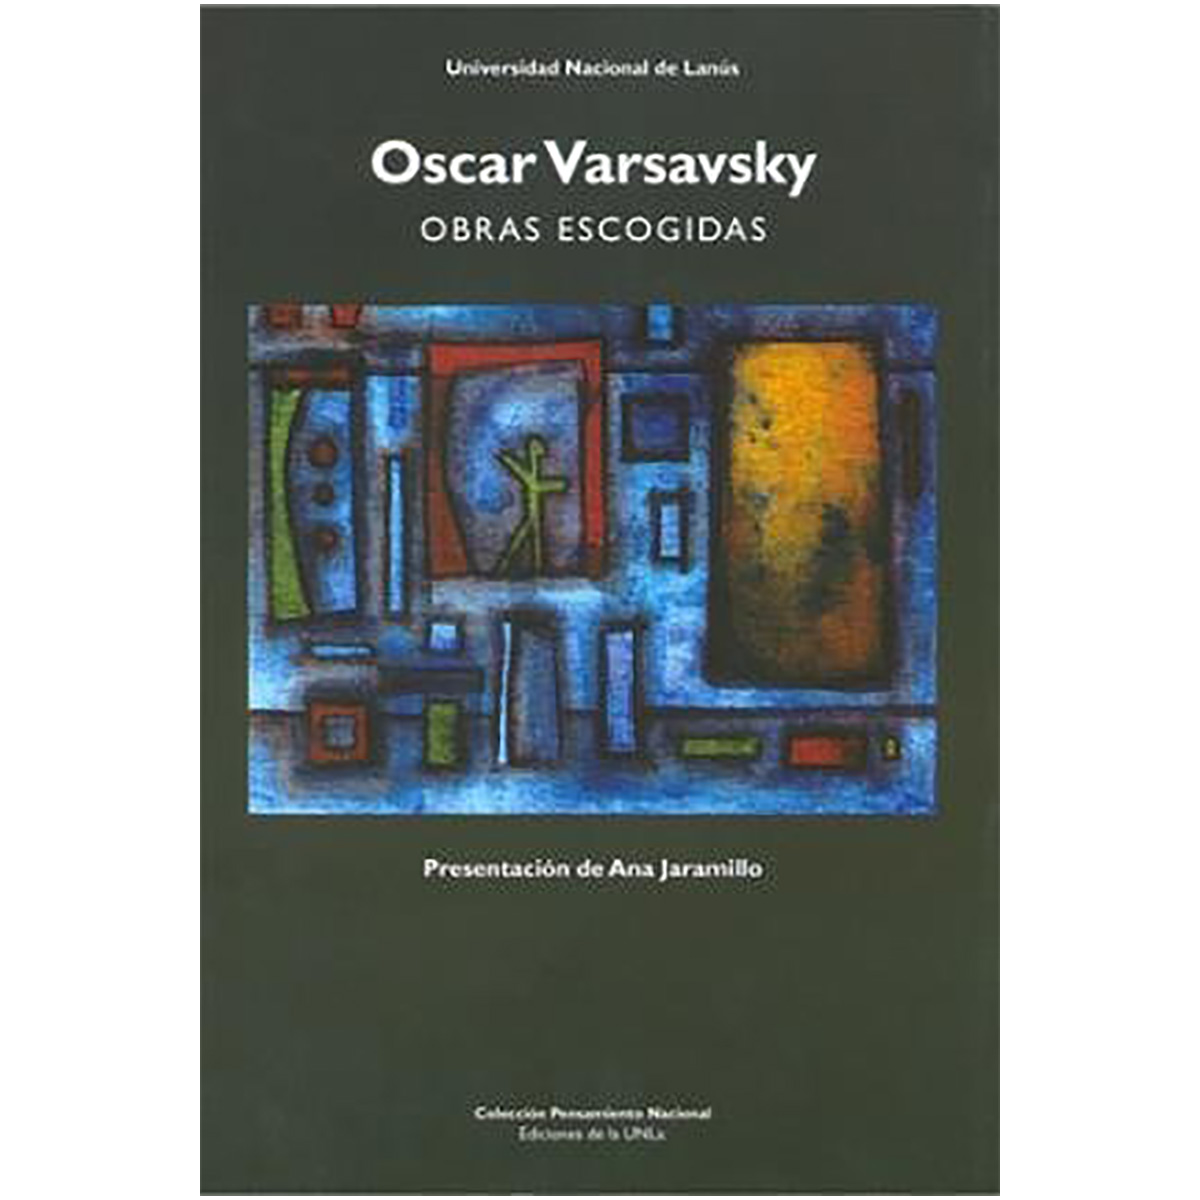 Universidad Nacional de Lanús
Oscar Varsavsky
OBRAS ESCOGIDAS
Presentación de Ana Jaramillo
Colección Pensamiento Nacional
Ediciones de la UNLa